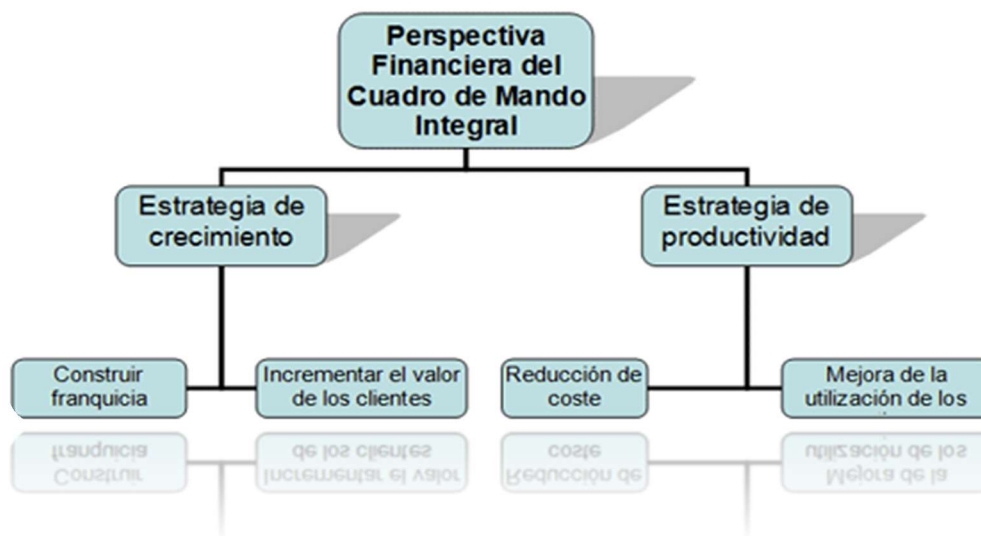 Perspectiva
Financiera del
Cuadro de Mando
Integral
Estrategia de
crecimiento
Estrategia de
productividad
Construir
franquicia
Incrementar el valor
de los clientes
Reducción de
coste
Mejora de la
utilización de los